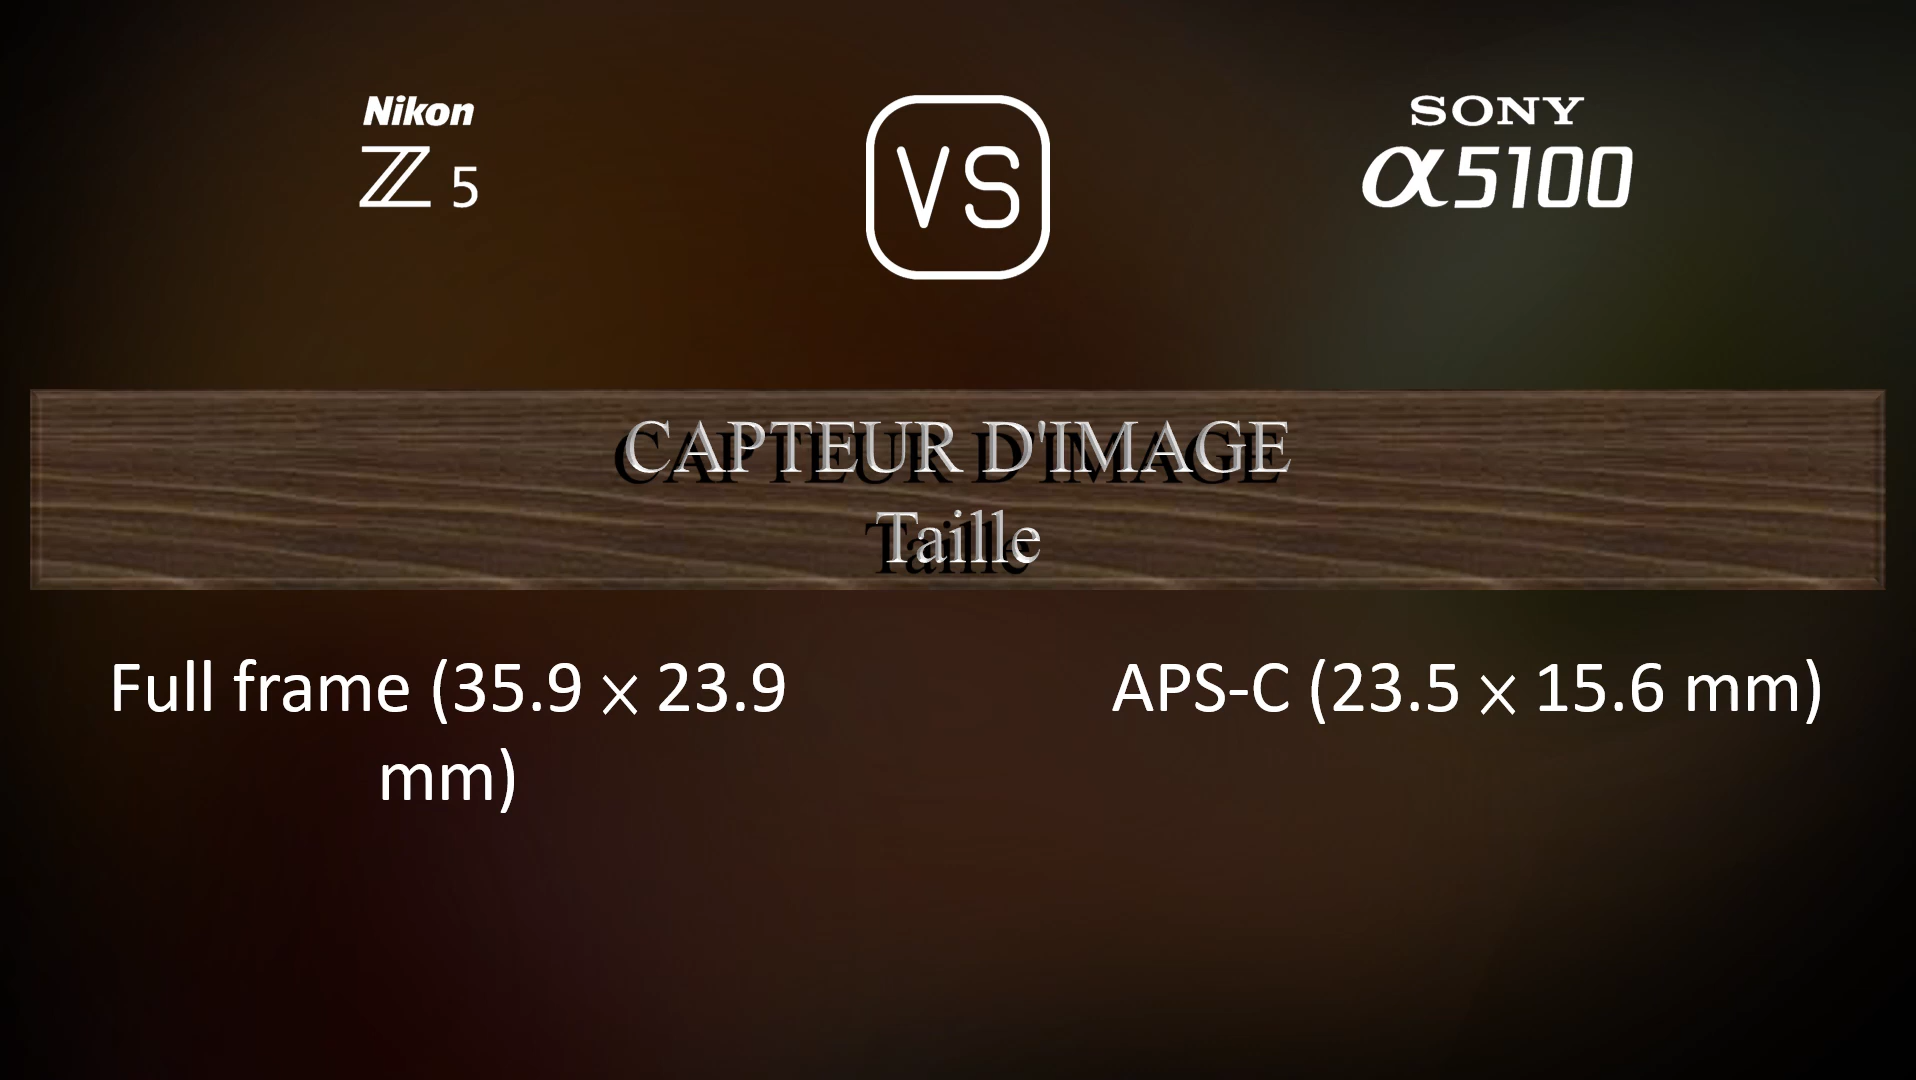 Nikon
Z 5
VS
SONY
α5100
CAPTEUR D'IMAGE
Taille
Full frame (35.9 x 23.9
mm)
APS-C (23.5 x 15.6 mm)